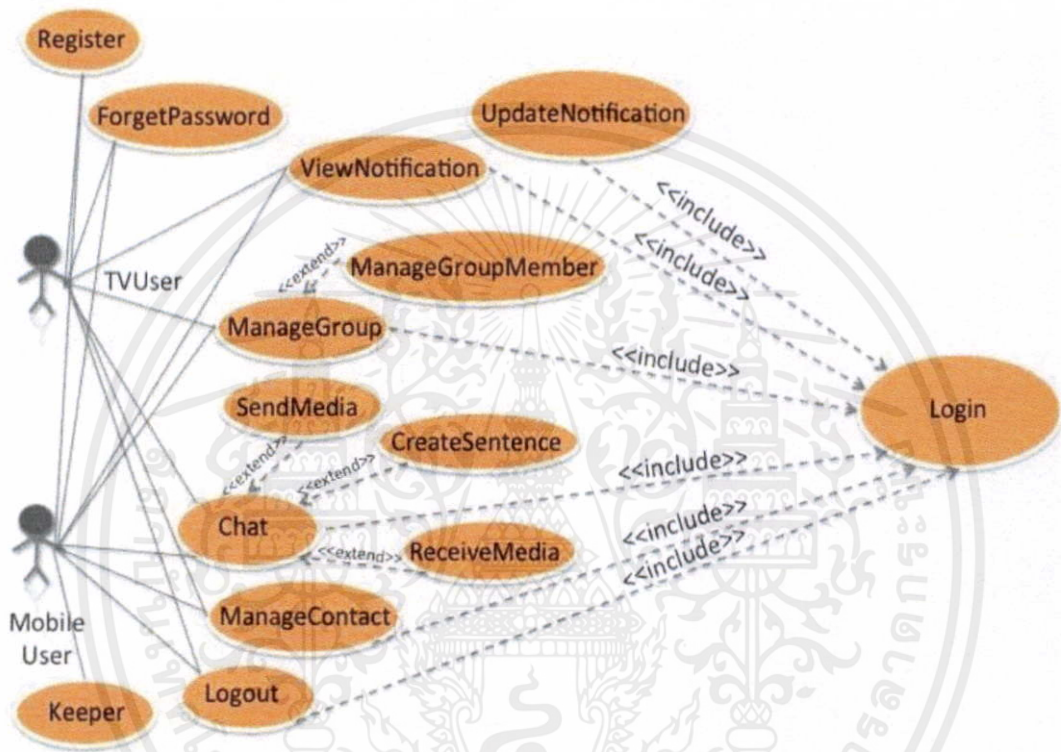 Register
ForgetPassword
UpdateNotification
ViewNotification
<<include>>
<<include>>
<<extend>>
ManageGroupMember
TVUser
ManageGroup
<<include>>
SendMedia
Login
CreateSentence
<<extend>>
<<extend>>
<<include>>
Chat
<<include>>
<<extend>>
ReceiveMedia
<<include>>
ManageContact
Mobile
User
Logout
Keeper